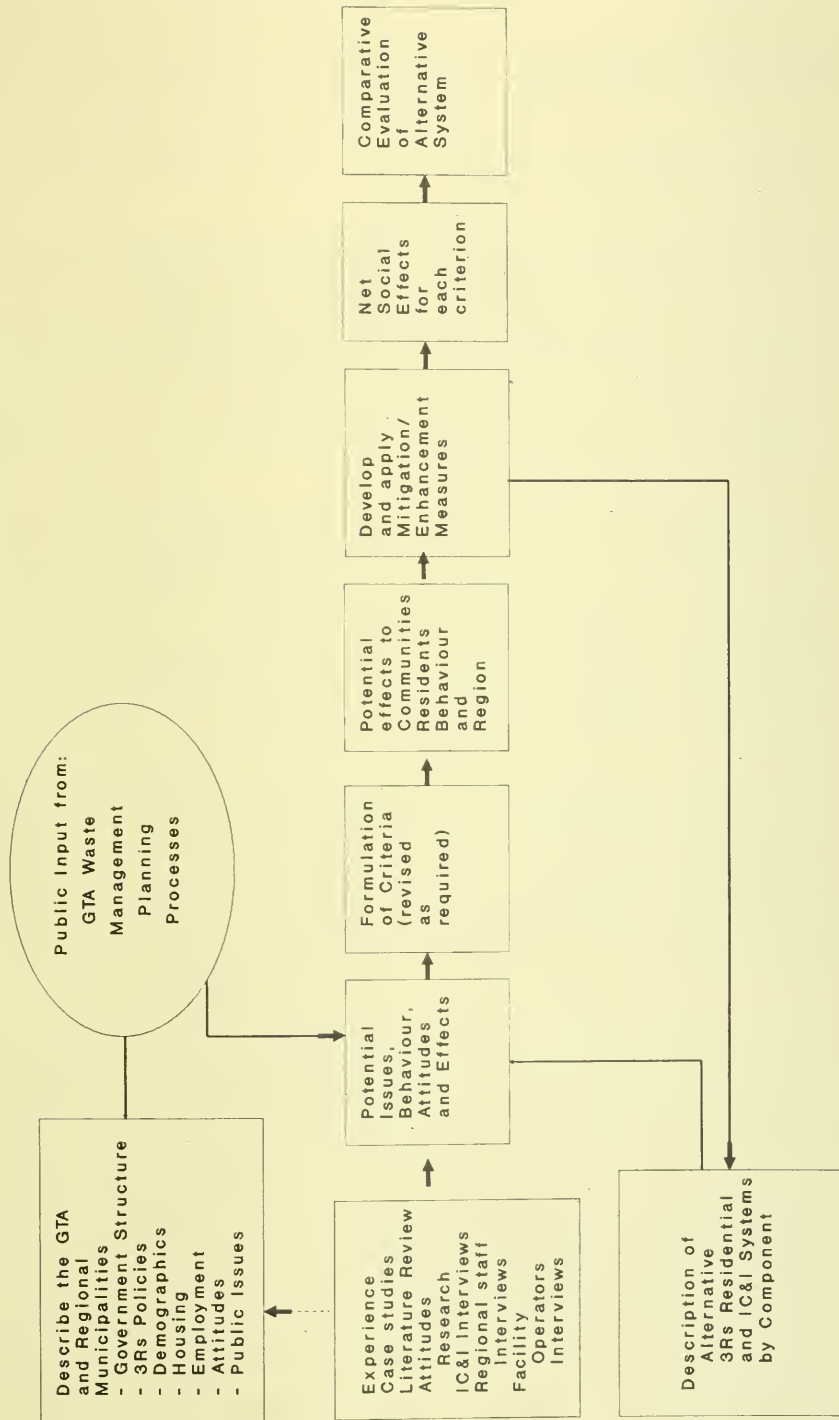 Public Input from:
GTA Waste
Management
Planning
Processes
Describe the GTA
and Regional
Municipalities
- Government Structure
- 3Rs Policies
- Demographics
- Housing
- Employment
- Attitudes
- Public Issues
Experience
Case studies
Literature Review
Attitudes
Research
IC&I Interviews
Regional staff
Interviews
Facility
Operators
Interviews
Potential
Issues,
Behaviour,
Attitudes
and Effects
Formulation
of Criteria
(revised
as
required)
Potential
effects to
Communities
Residents
Behaviour
and
Region
Develop
and apply
Mitigation/
Enhancement
Measures
Net
Social
Effects
for
each
criterion
Comparative
Evaluation
of
Alternative
System
Description of
Alternative
3Rs Residential
and IC&I Systems
by Component